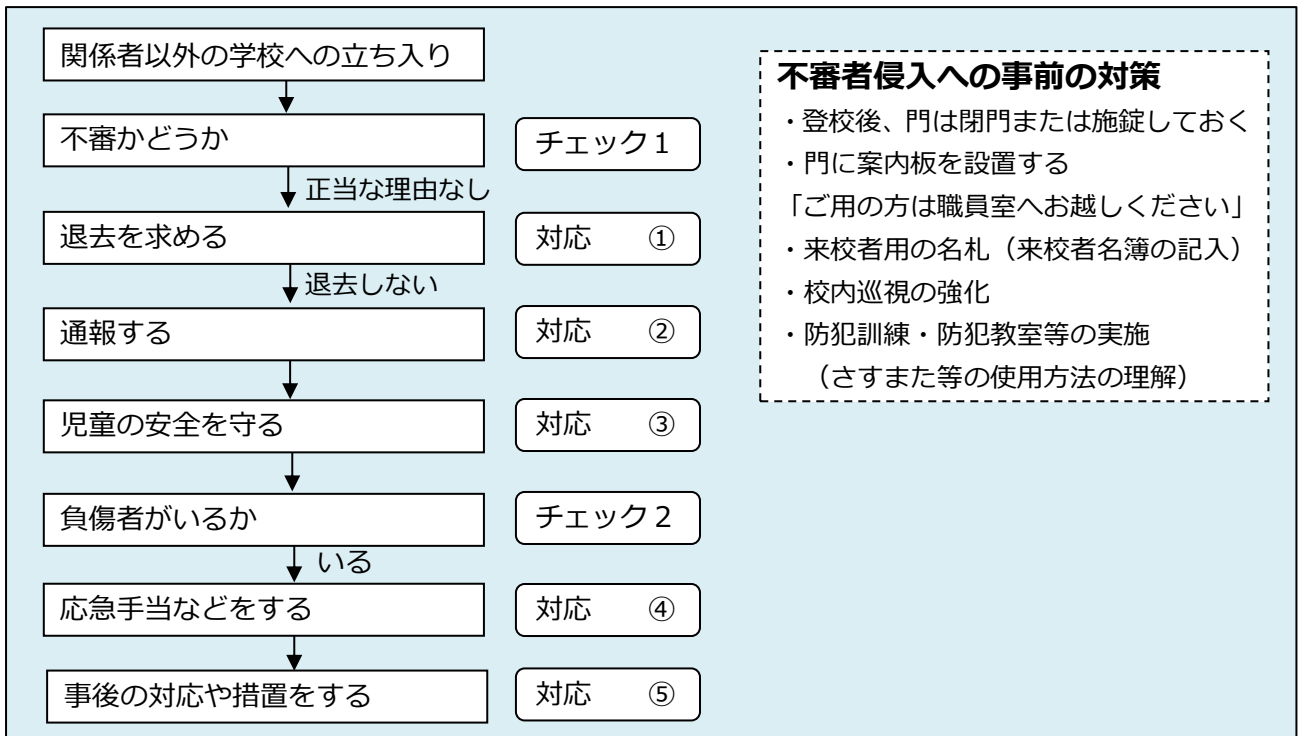 関係者以外の学校への立ち入り
不審かどうか
チェック１
正当な理由なし
退去を求める
対応　①
退去しない
通報する
対応　②
児童の安全を守る
対応　③
負傷者がいるか
チェック２
いる
応急手当などをする
対応　④
事後の対応や措置をする
対応　⑤
不審者侵入への事前の対策
・登校後、門は閉門または施錠しておく
・門に案内板を設置する
「ご用の方は職員室へお越しください」
・来校者用の名札（来校者名簿の記入）
・校内巡視の強化
・防犯訓練・防犯教室等の実施
（さすまた等の使用方法の理解）